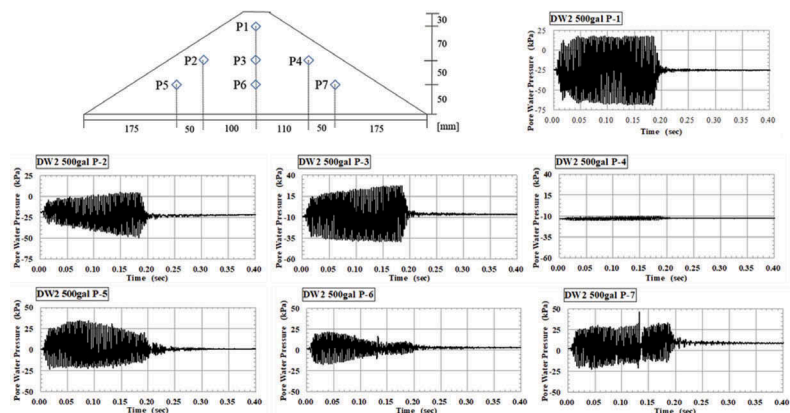 P1
P2
P3
P4
P5
P6
P7
30
70
50
50
175
50
100
110
50
175
[mm]
DW2 500gal P-1
Pore Water Pressure (kPa)
25
0
-25
-50
-75
0.00 0.05 0.10 0.15 0.20 0.25 0.30 0.35 0.40
Time (sec)
DW2 500gal P-2
Pore Water Pressure (kPa)
25
0
-25
-50
-75
0.00 0.05 0.10 0.15 0.20 0.25 0.30 0.35 0.40
Time (sec)
DW2 500gal P-3
Pore Water Pressure (kPa)
40
15
-10
-35
-60
0.00 0.05 0.10 0.15 0.20 0.25 0.30 0.35 0.40
Time (sec)
DW2 500gal P-4
Pore Water Pressure (kPa)
40
15
-10
-35
-60
0.00 0.05 0.10 0.15 0.20 0.25 0.30 0.35 0.40
Time (sec)
DW2 500gal P-5
Pore Water Pressure (kPa)
50
25
0
-25
-50
0.00 0.05 0.10 0.15 0.20 0.25 0.30 0.35 0.40
Time (sec)
DW2 500gal P-6
Pore Water Pressure (kPa)
50
25
0
-25
-50
0.00 0.05 0.10 0.15 0.20 0.25 0.30 0.35 0.40
Time (sec)
DW2 500gal P-7
Pore Water Pressure (kPa)
50
25
0
-25
-50
0.00 0.05 0.10 0.15 0.20 0.25 0.30 0.35 0.40
Time (sec)